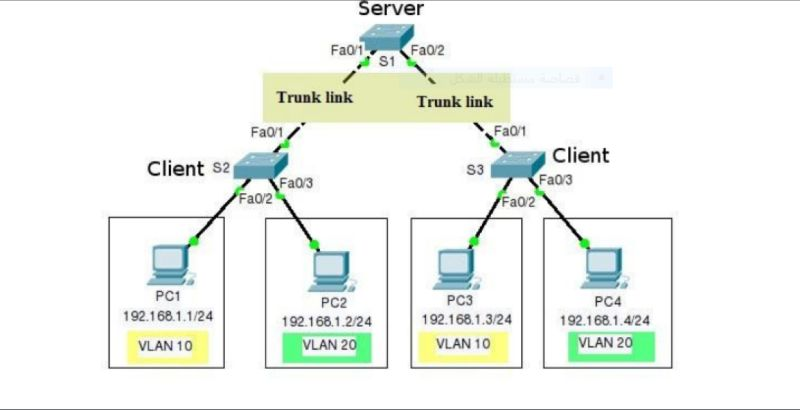 Server
Fa0/1
Fa0/2
S1
قصاصة مستطيلة الشكل
Trunk link
Trunk link
Fa0/1
Fa0/1
Client
S2
S3
Client
Fa0/3
Fa0/2
Fa0/3
Fa0/2
PC1
PC2
PC3
PC4
192.168.1.1/24
192.168.1.2/24
192.168.1.3/24
192.168.1.4/24
VLAN 10
VLAN 20
VLAN 10
VLAN 20